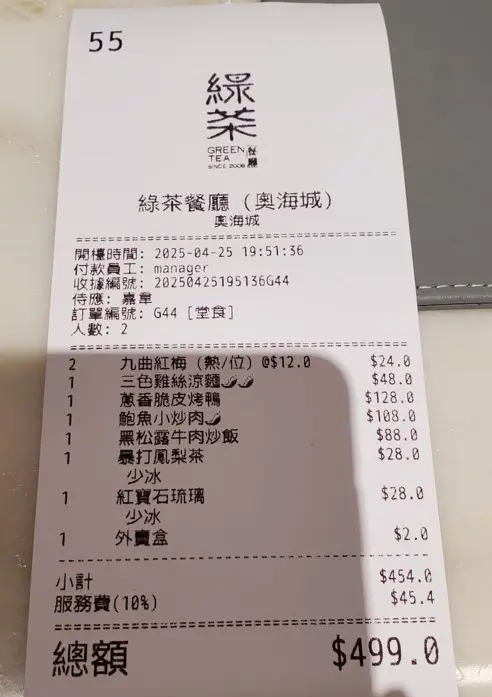 55
綠茶
GREEN TEA 餐廳
SINCE 2008
綠茶餐廳 (奧海城)
奧海城
開檯時間: 2025-04-25 19:51:36
付款員工: manager
收據編號: 20250425195136G44
侍應: 嘉韋
訂單編號: G44 [堂食]
人數: 2
2 九曲紅梅 (熱/位) @$12.0 $24.0
1 三色雞絲涼麵🌶🌶 $48.0
1 蔥香脆皮烤鴨 $128.0
1 鮑魚小炒肉🌶 $108.0
1 黑松露牛肉炒飯 $88.0
1 暴打鳳梨茶 $28.0
少冰
1 紅寶石琉璃 $28.0
少冰
1 外賣盒 $2.0
小計 $454.0
服務費(10%) $45.4
總額 $499.0